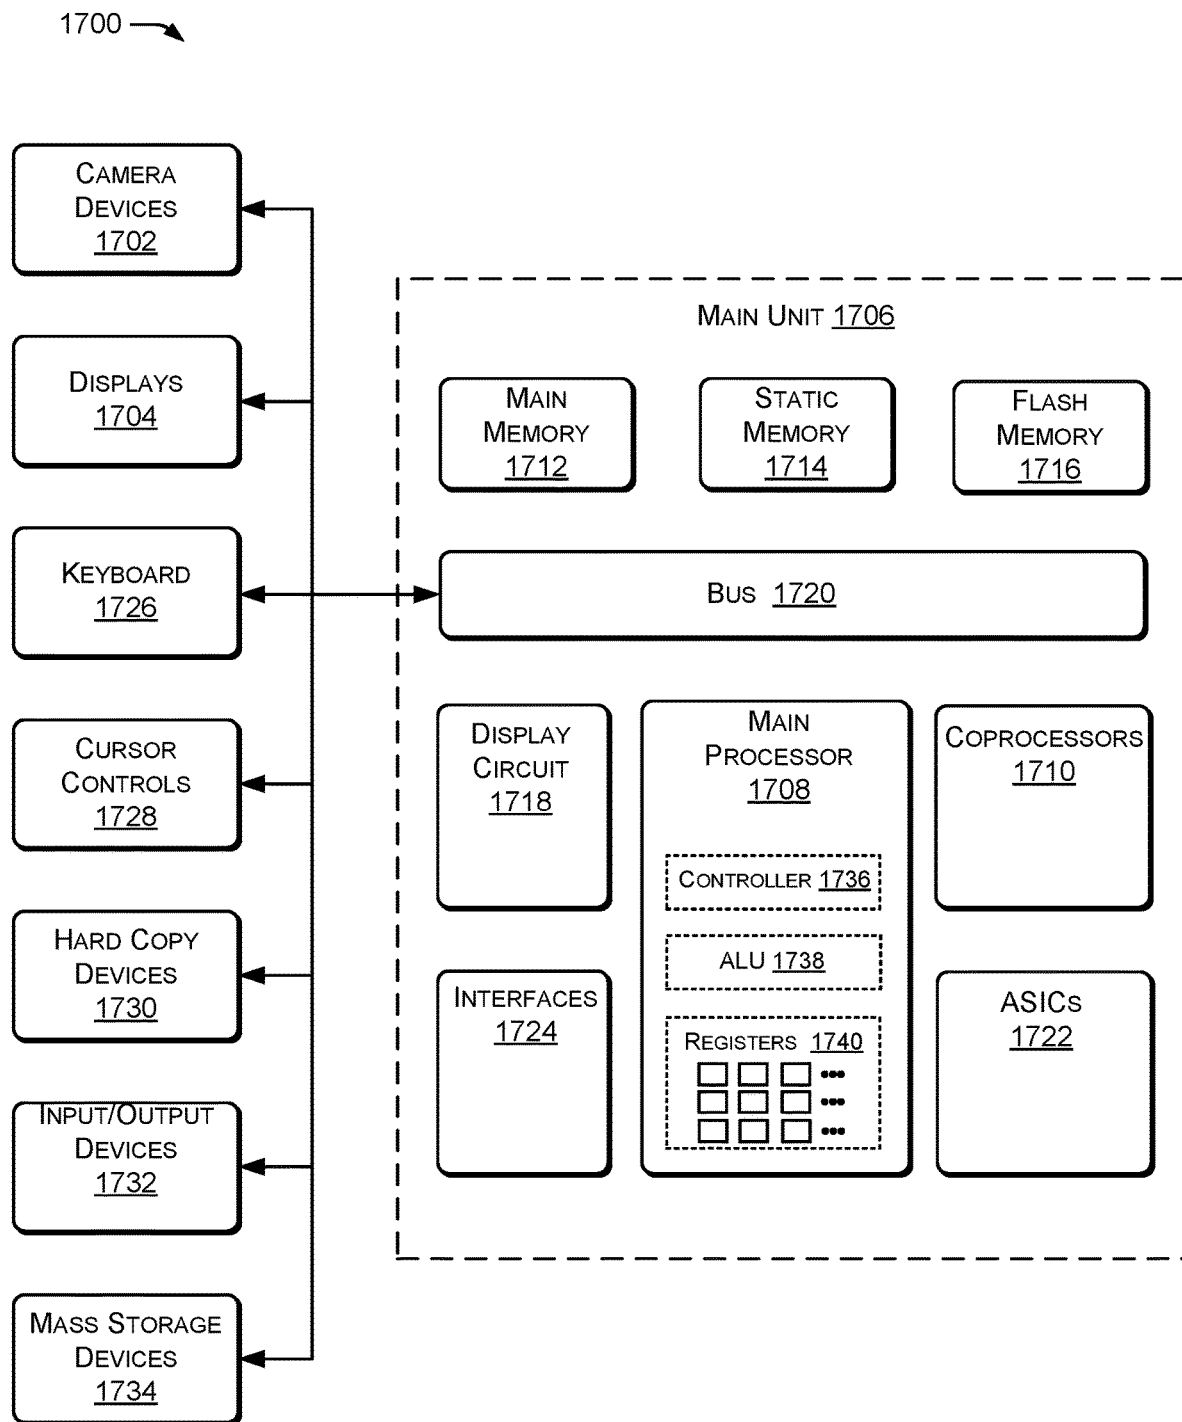 1700
CAMERA
DEVICES
1702
DISPLAYS
1704
KEYBOARD
1726
CURSOR
CONTROLS
1728
HARD COPY
DEVICES
1730
INPUT/OUTPUT
DEVICES
1732
MASS STORAGE
DEVICES
1734
MAIN UNIT 1706
MAIN
MEMORY
1712
STATIC
MEMORY
1714
FLASH
MEMORY
1716
BUS 1720
DISPLAY
CIRCUIT
1718
MAIN
PROCESSOR
1708
CONTROLLER 1736
ALU 1738
REGISTERS 1740
COPROCESSORS
1710
INTERFACES
1724
ASICs
1722